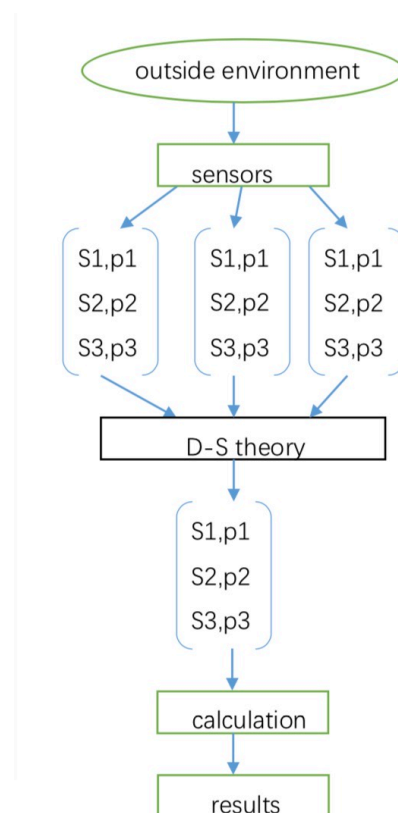 outside environment
sensors
S1,p1
S2,p2
S3,p3
S1,p1
S2,p2
S3,p3
S1,p1
S2,p2
S3,p3
D-S theory
S1,p1
S2,p2
S3,p3
calculation
results